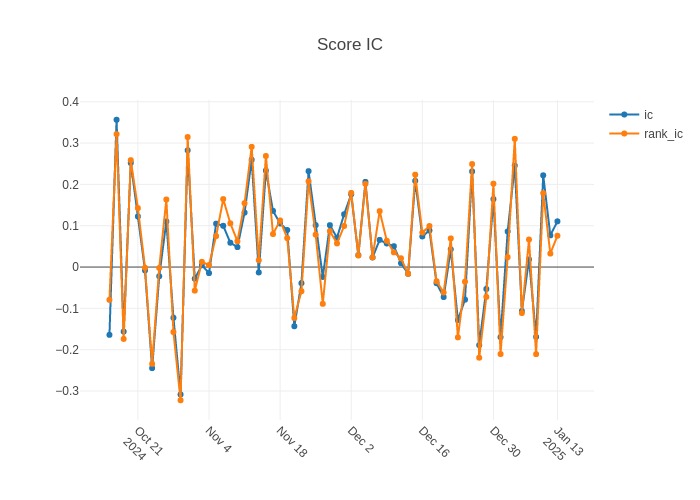 Score IC
ic
rank_ic
0.4
0.3
0.2
0.1
0
−0.1
−0.2
−0.3
Oct 21
2024
Nov 4
Nov 18
Dec 2
Dec 16
Dec 30
Jan 13
2025